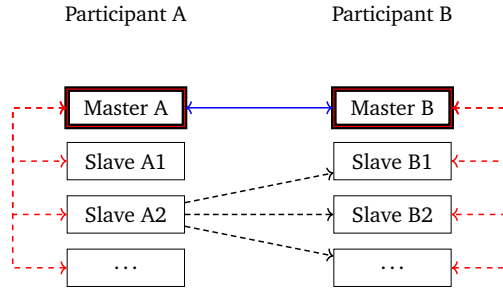 Participant A Participant B
Master A Master B
Slave A1 Slave B1
Slave A2 Slave B2
... ...